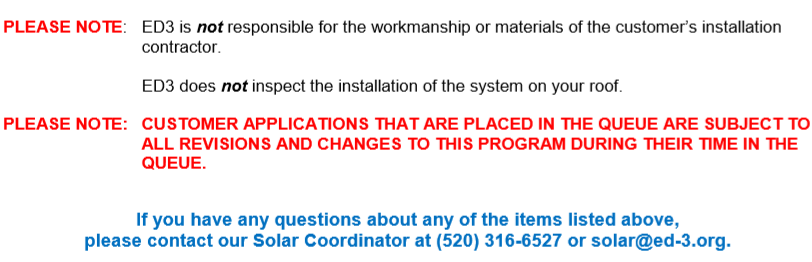 PLEASE NOTE: ED3 is not responsible for the workmanship or materials of the customer's installation
contractor.
ED3 does not inspect the installation of the system on your roof.
PLEASE NOTE: CUSTOMER APPLICATIONS THAT ARE PLACED IN THE QUEUE ARE SUBJECT TO
ALL REVISIONS AND CHANGES TO THIS PROGRAM DURING THEIR TIME IN THE
QUEUE.
If you have any questions about any of the items listed above,
please contact our Solar Coordinator at (520) 316-6527 or solar@ed-3.org.